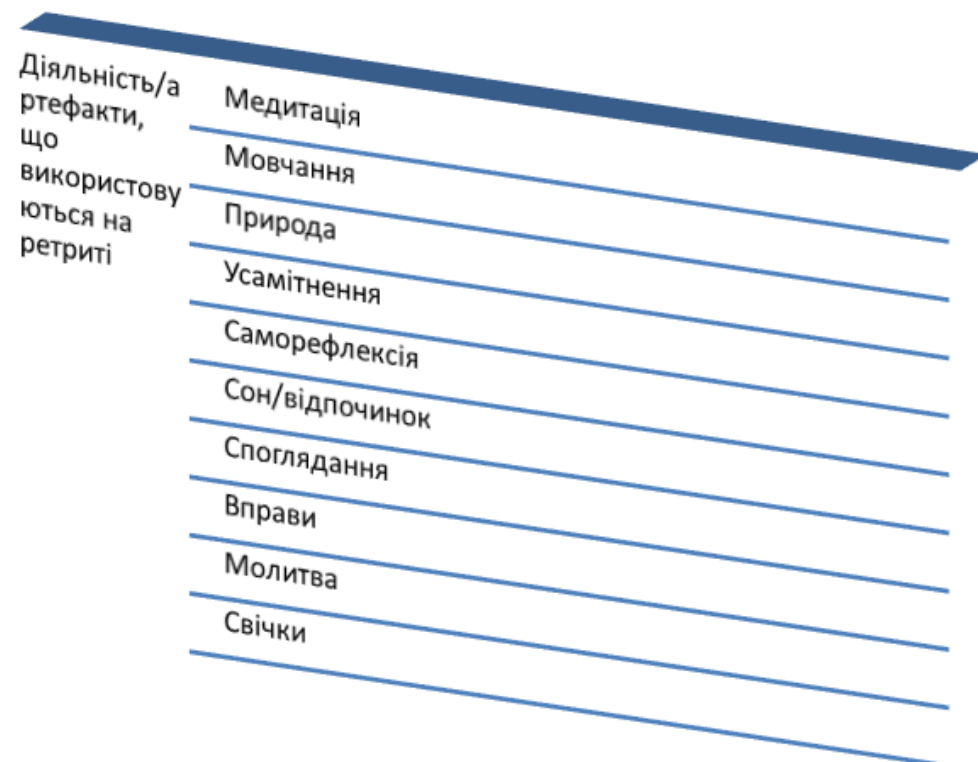 Діяльність/а
ртефакти,
що
використову
ються на
ретриті
Медитація
Мовчання
Природа
Усамітнення
Саморефлексія
Сон/відпочинок
Споглядання
Вправи
Молитва
Свічки